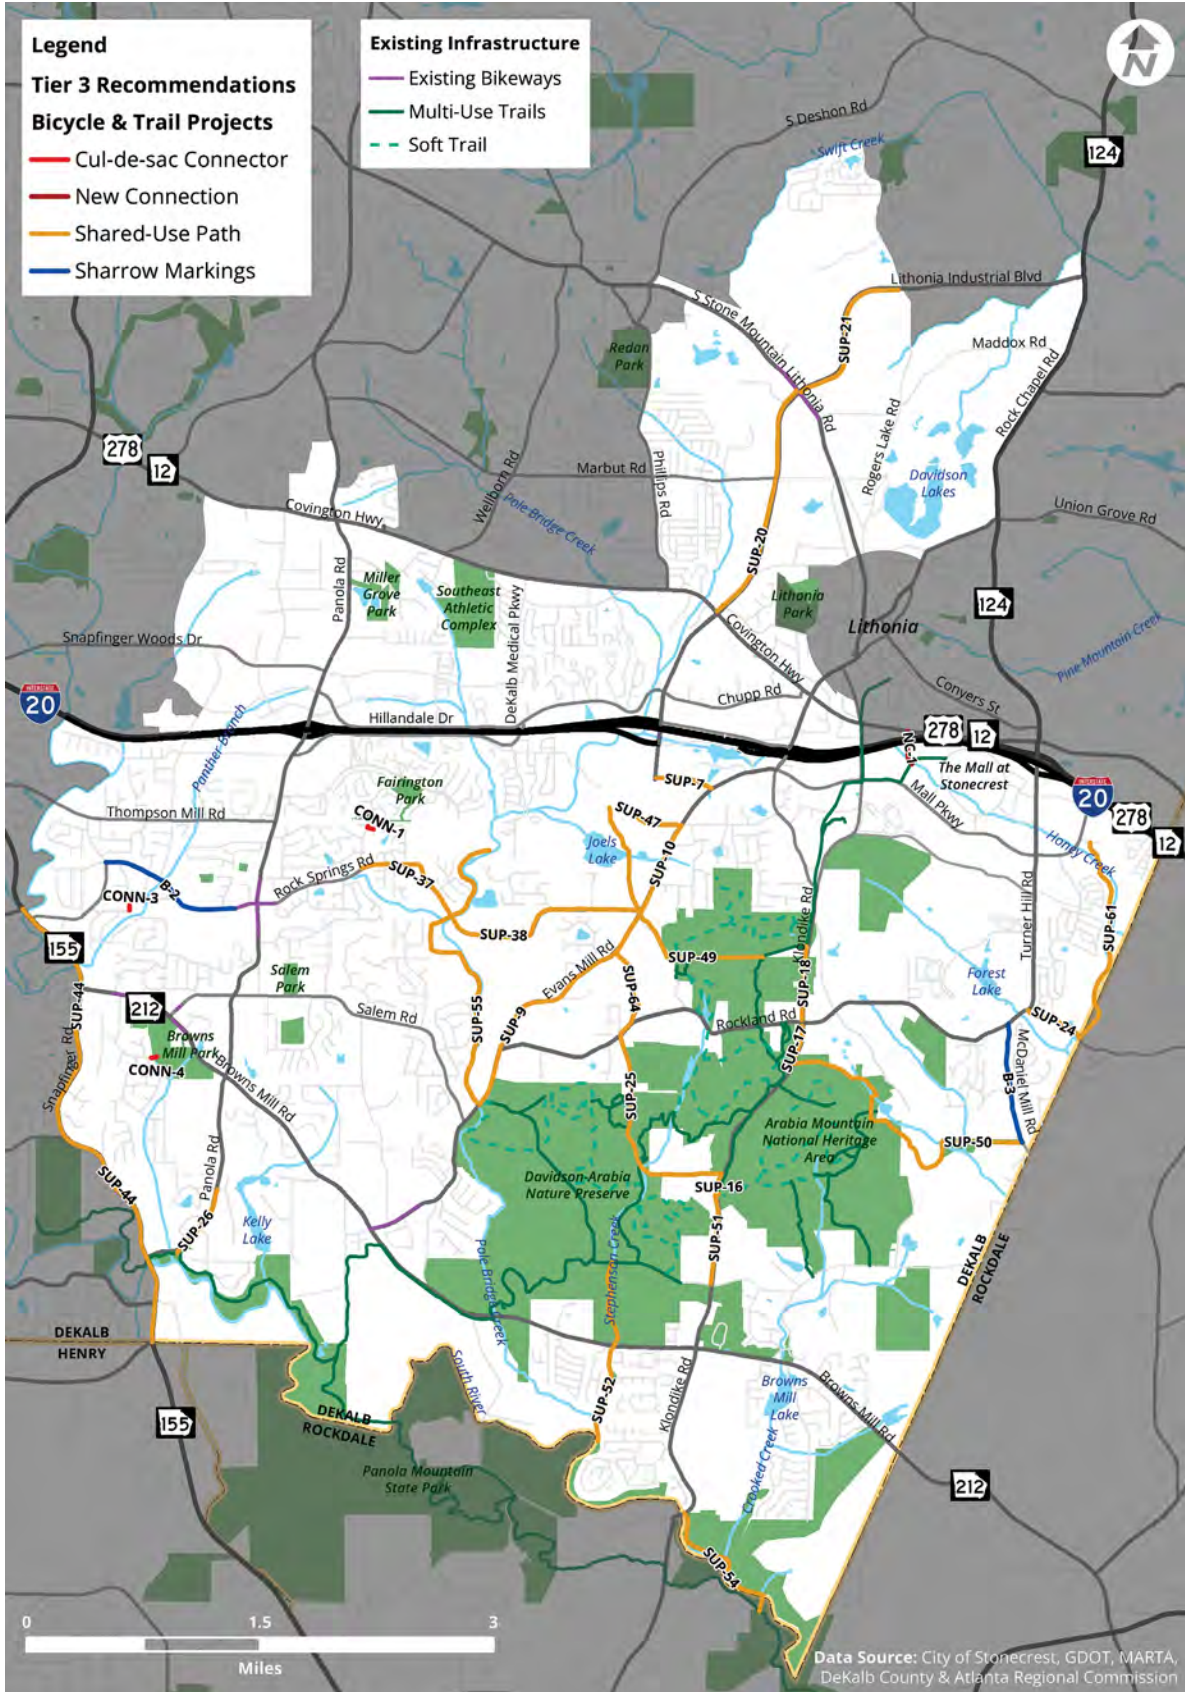 Legend
Tier 3 Recommendations
Bicycle & Trail Projects
Cul-de-sac Connector
New Connection
Shared-Use Path
Sharrow Markings
Existing Infrastructure
Existing Bikeways
Multi-Use Trails
Soft Trail
N
S Deshon Rd
Swift Creek
124
Lithonia Industrial Blvd
S Stone Mountain Lithonia Rd
SUP-21
Maddox Rd
Redan
Park
Rock Chapel Rd
Rogers Lake Rd
278
12
Wellborn Rd
Marbut Rd
Phillips Rd
Davidson
Lakes
Covington Hwy
Pole Bridge Creek
Union Grove Rd
SUP-20
Panola Rd
Miller
Grove
Park
Southeast
Athletic
Complex
DeKalb Medical Pkwy
Lithonia
Park
124
Lithonia
Snapfinger Woods Dr
Covington Hwy
Pine Mountain Creek
INTERSTATE
20
Chupp Rd
Conyers St
Hillandale Dr
Panther Branch
278
12
NC-1
The Mall at
Stonecrest
SUP-7
Fairington
Park
INTERSTATE
20
278
12
Mall Pkwy
Thompson Mill Rd
CONN-1
SUP-47
Joels
Lake
Honey Creek
SUP-10
Rock Springs Rd
SUP-37
B-2
CONN-3
Klondike Rd
Turner Hill Rd
SUP-61
155
SUP-38
SUP-49
Evans Mill Rd
Salem
Park
SUP-18
Forest
Lake
SUP-44
212
SUP-64
Salem Rd
SUP-55
SUP-9
Rockland Rd
SUP-24
Snapfinger Rd
Browns
Mill Park
CONN-4
Browns Mill Rd
SUP-17
McDaniel Mill Rd
B-3
SUP-25
Arabia Mountain
National Heritage
Area
SUP-50
Panola Rd
SUP-44
Davidson-Arabia
Nature Preserve
SUP-16
SUP-26
Kelly
Lake
SUP-51
Stephenson Creek
Pole Bridge Creek
DEKALB
ROCKDALE
DEKALB
HENRY
South River
Klondike Rd
SUP-52
Browns
Mill
Lake
Browns Mill Rd
155
DEKALB
ROCKDALE
Panola Mountain
State Park
Crooked Creek
212
SUP-54
0
1.5
3
Miles
Data Source: City of Stonecrest, GDOT, MARTA,
DeKalb County & Atlanta Regional Commission